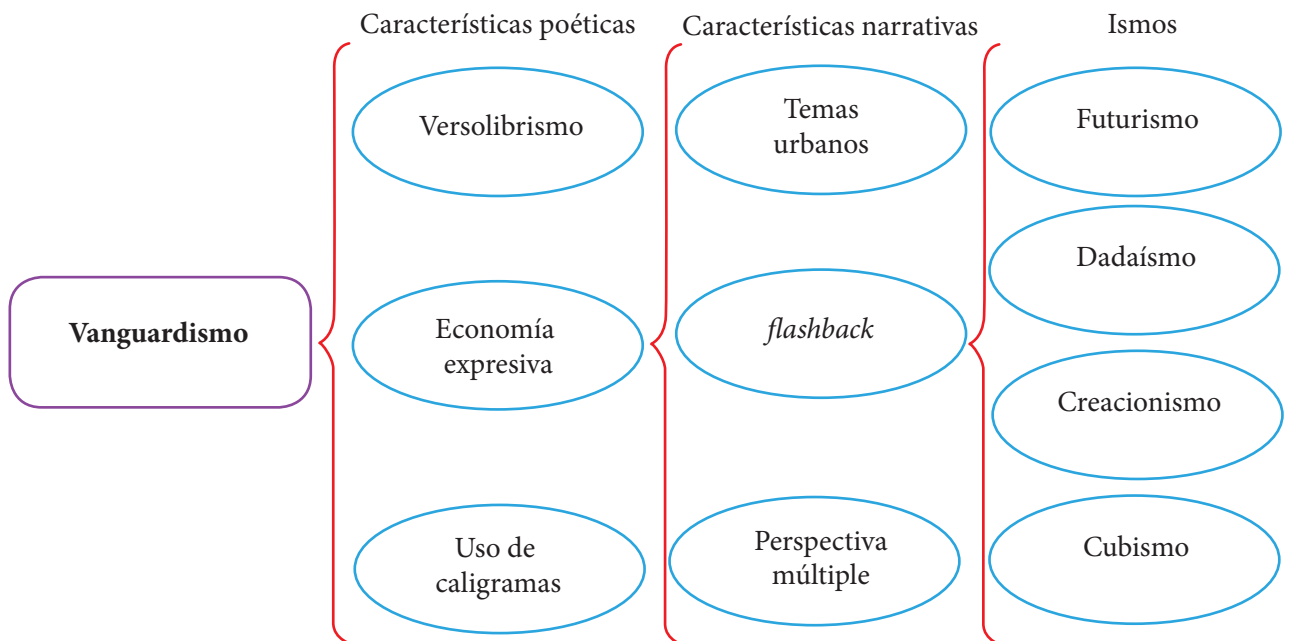 Características poéticas
Características narrativas
Ismos
Vanguardismo
Versolibrismo
Economía
expresiva
Uso de
caligramas
Temas
urbanos
flashback
Perspectiva
múltiple
Futurismo
Dadaísmo
Creacionismo
Cubismo